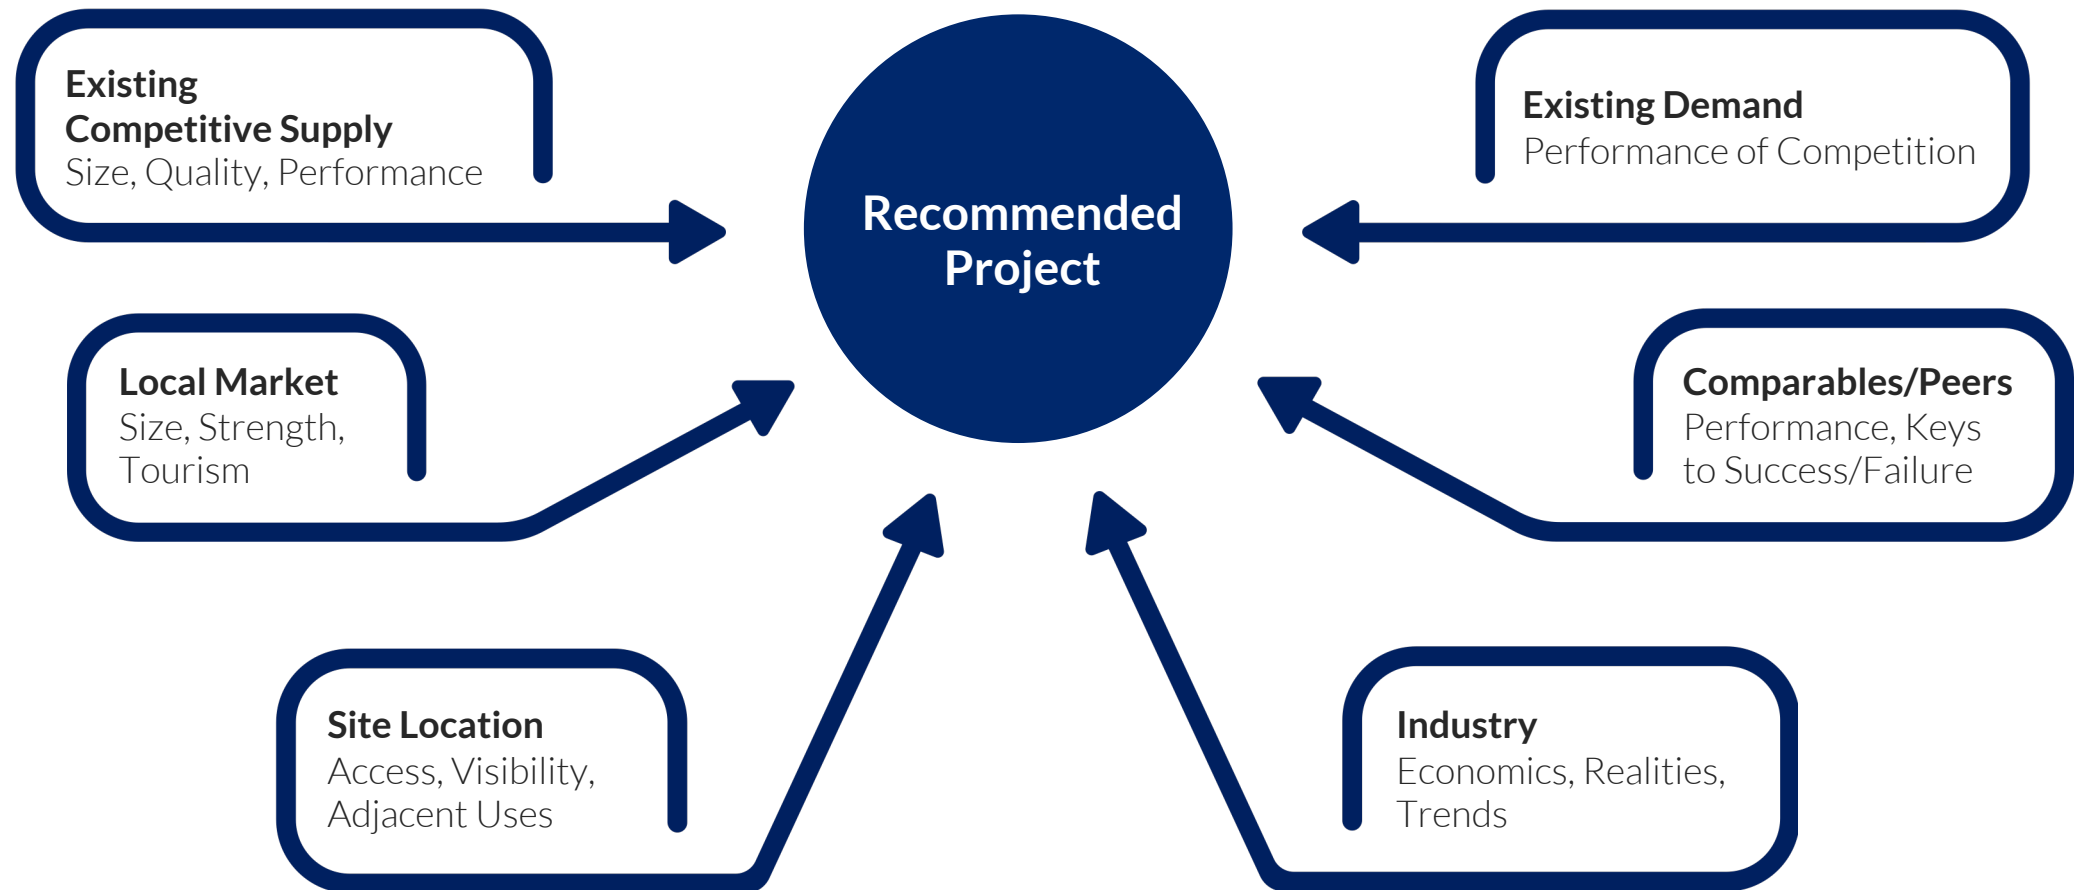 Existing
Competitive Supply
Size, Quality, Performance
Local Market
Size, Strength,
Tourism
Site Location
Access, Visibility,
Adjacent Uses
Recommended
Project
Existing Demand
Performance of Competition
Comparables/Peers
Performance, Keys
to Success/Failure
Industry
Economics, Realities,
Trends